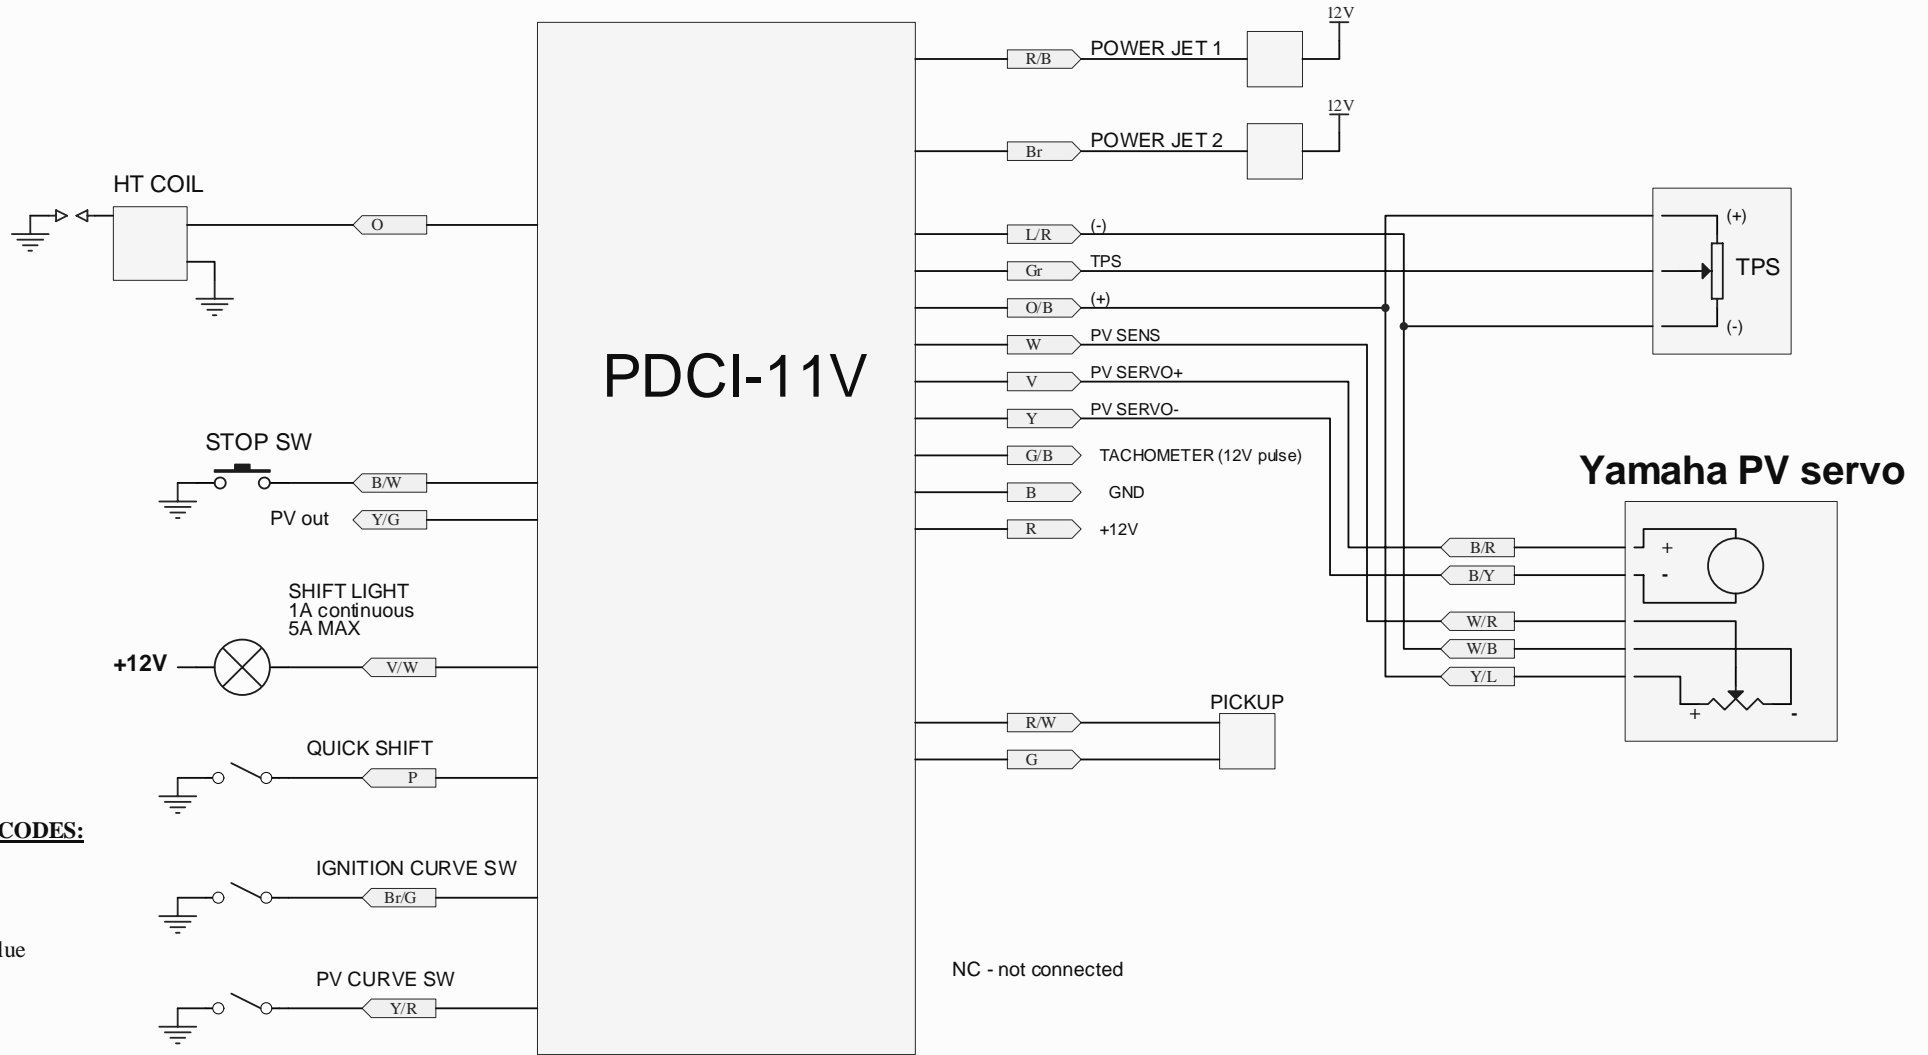 12V
R/B
POWER JET 1
12V
Br
POWER JET 2
HT COIL
O
L/R
(-)
Gr
TPS
O/B
(+)
W
PV SENS
V
PV SERVO+
Y
PV SERVO-
G/B
TACHOMETER (12V pulse)
B
GND
R
+12V
(+)
TPS
(-)
PDCI-11V
STOP SW
B/W
PV out
Y/G
SHIFT LIGHT
1A continuous
5A MAX
+12V
V/W
Yamaha PV servo
B/R
+
B/Y
-
W/R
W/B
Y/L
+
-
PICKUP
R/W
G
QUICK SHIFT
P
CODES:
IGNITION CURVE SW
Br/G
lue
PV CURVE SW
Y/R
NC - not connected